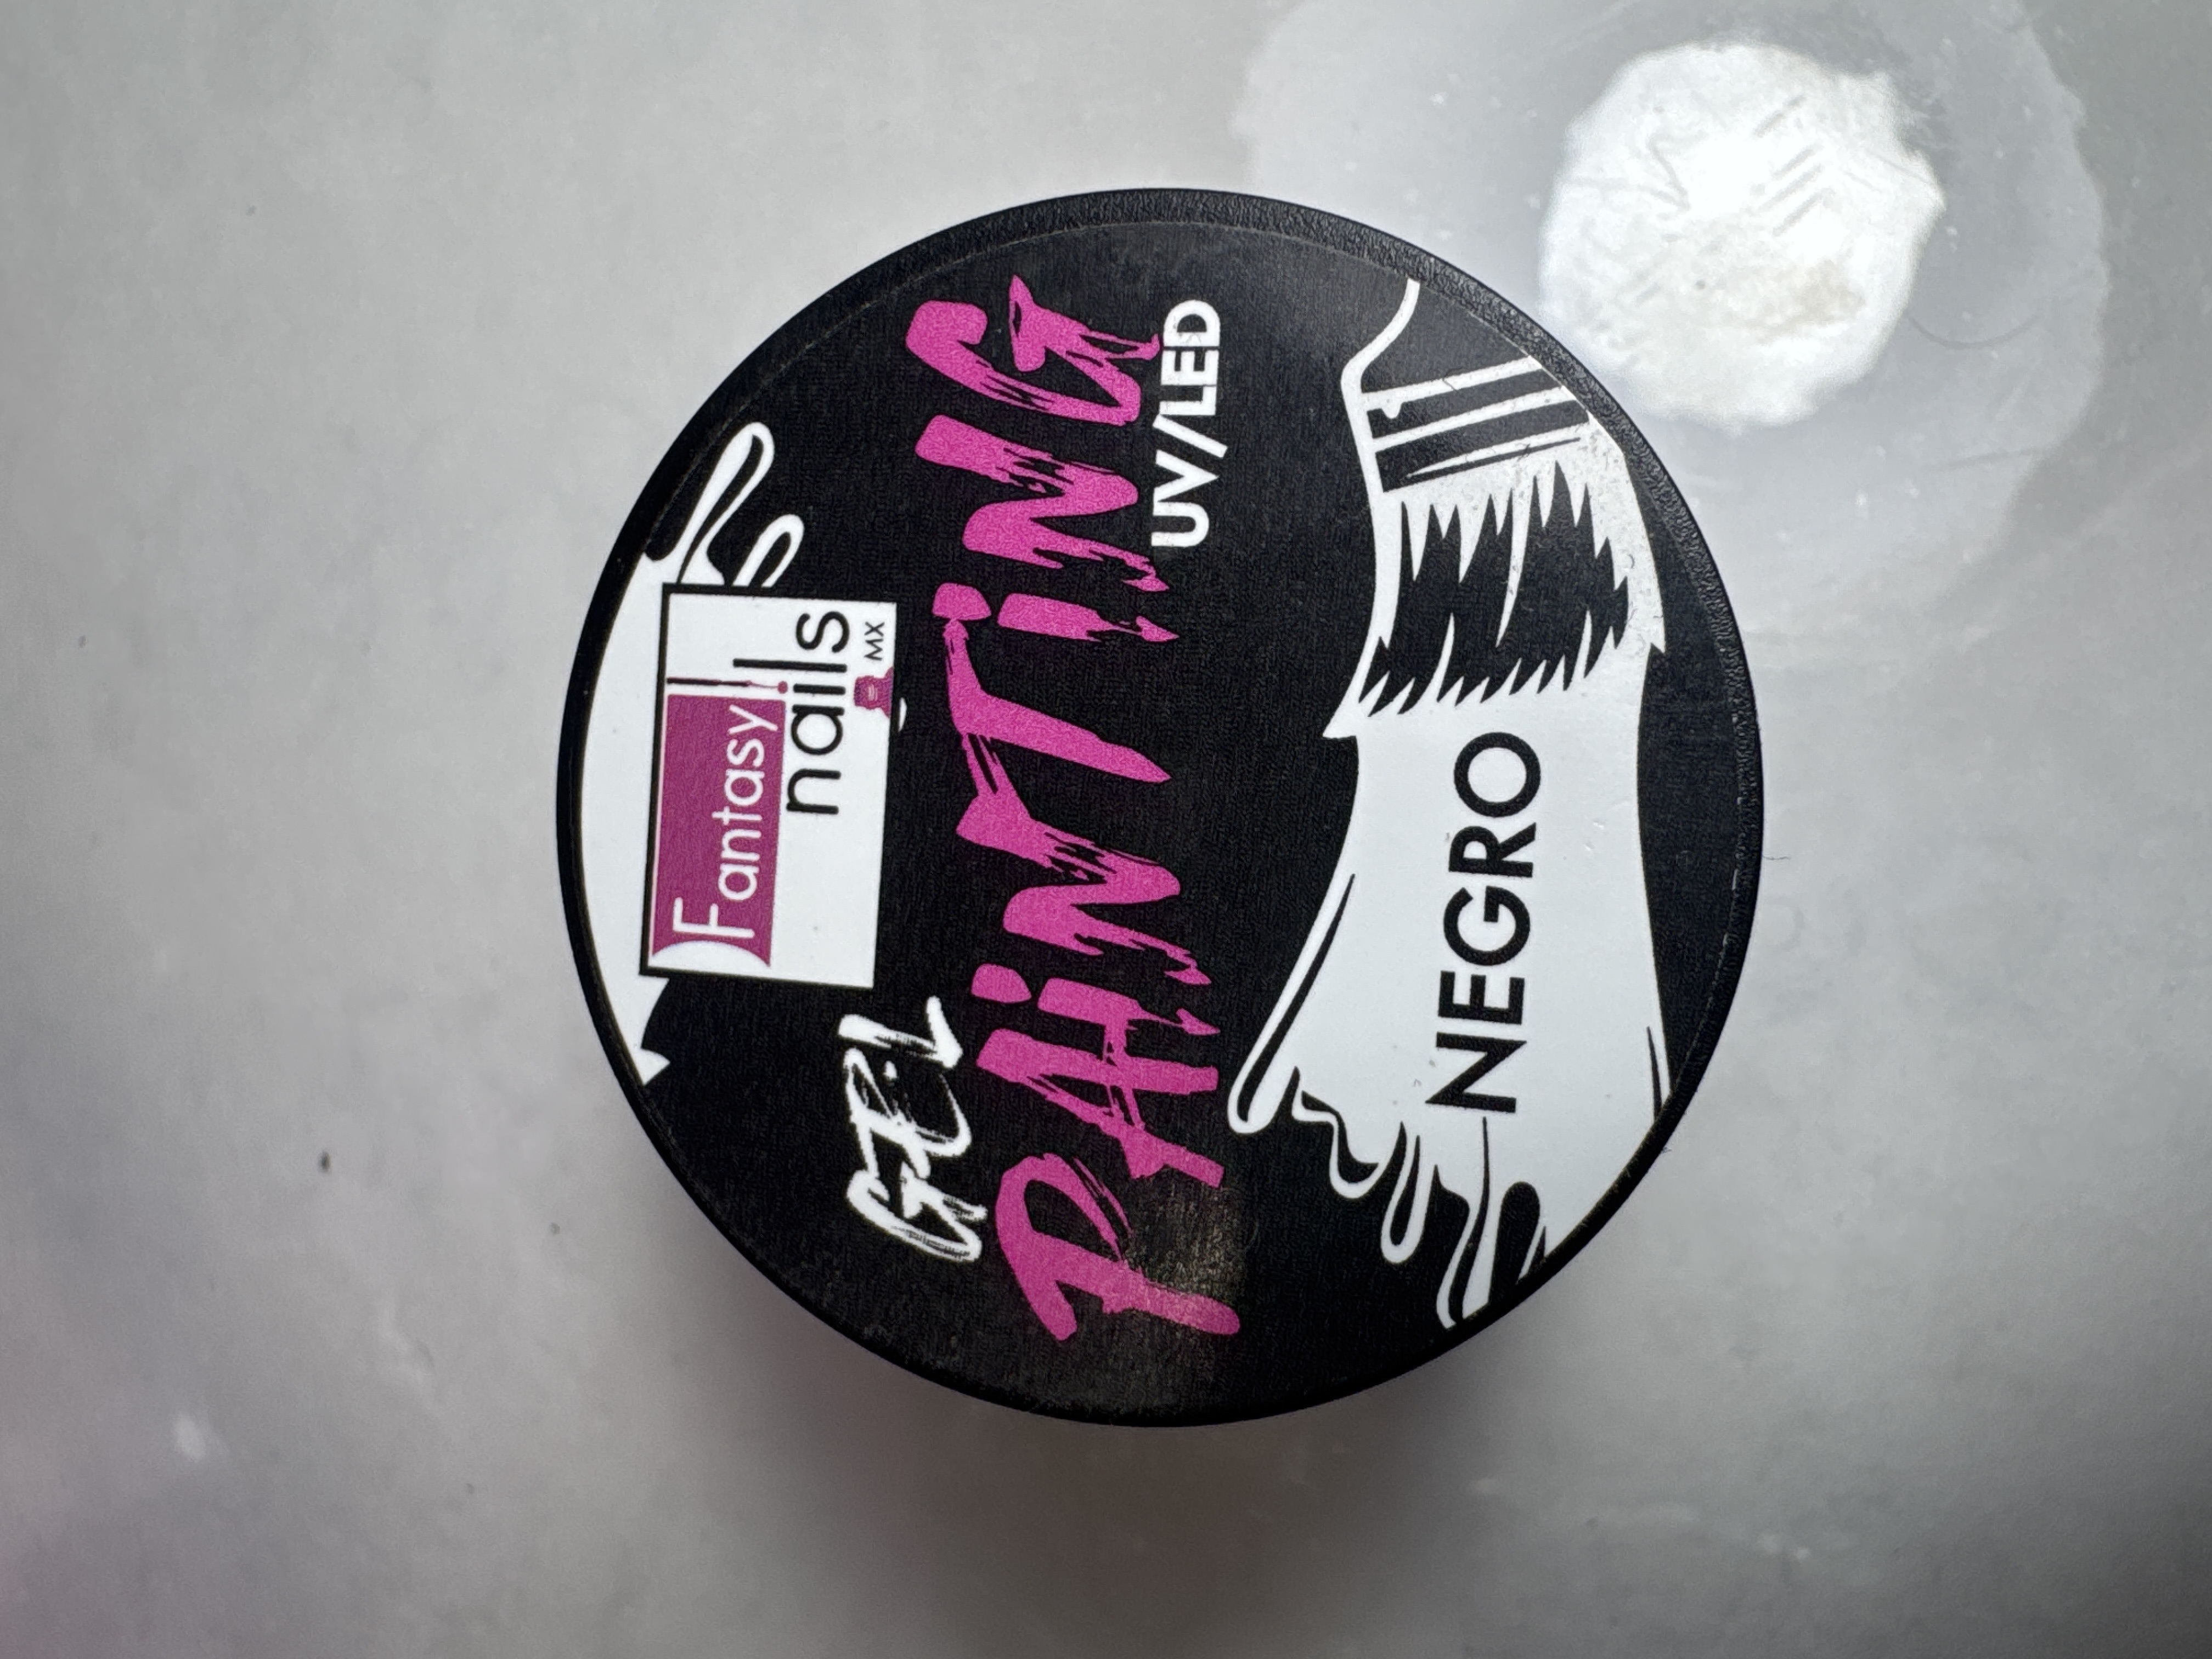 Fantasy
nails
MX
GEL
PAiNTiNG
UV/LED
NEGRO